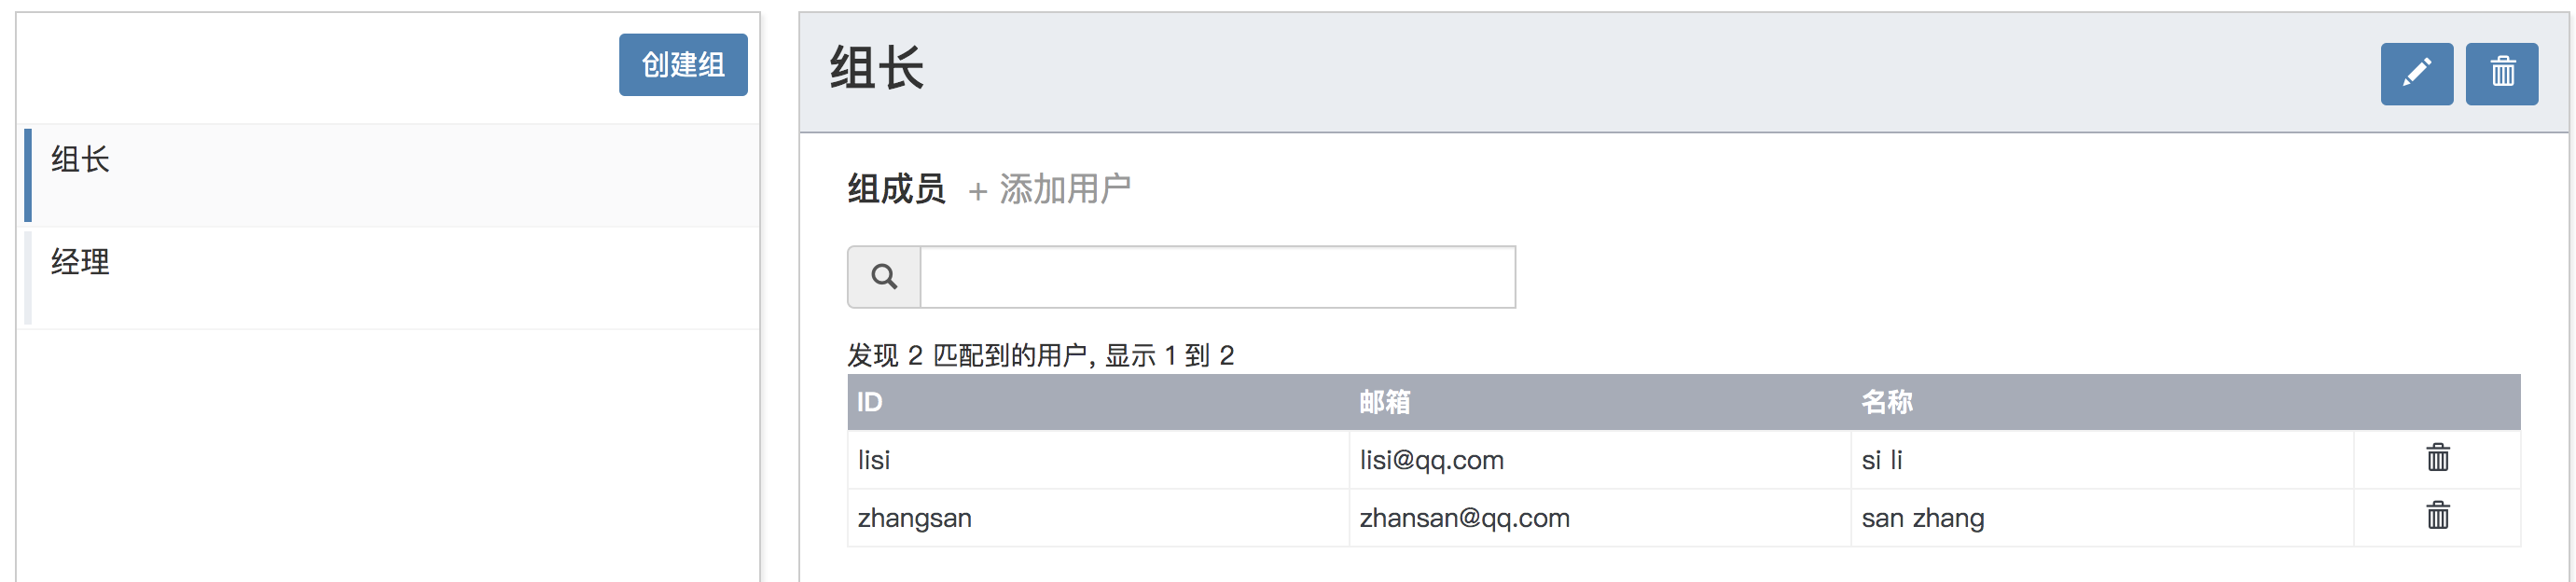 创建组
组长
经理
组长
组成员 + 添加用户
发现 2 匹配到的用户, 显示 1 到 2
ID 邮箱 名称
lisi lisi@qq.com si li
zhangsan zhansan@qq.com san zhang